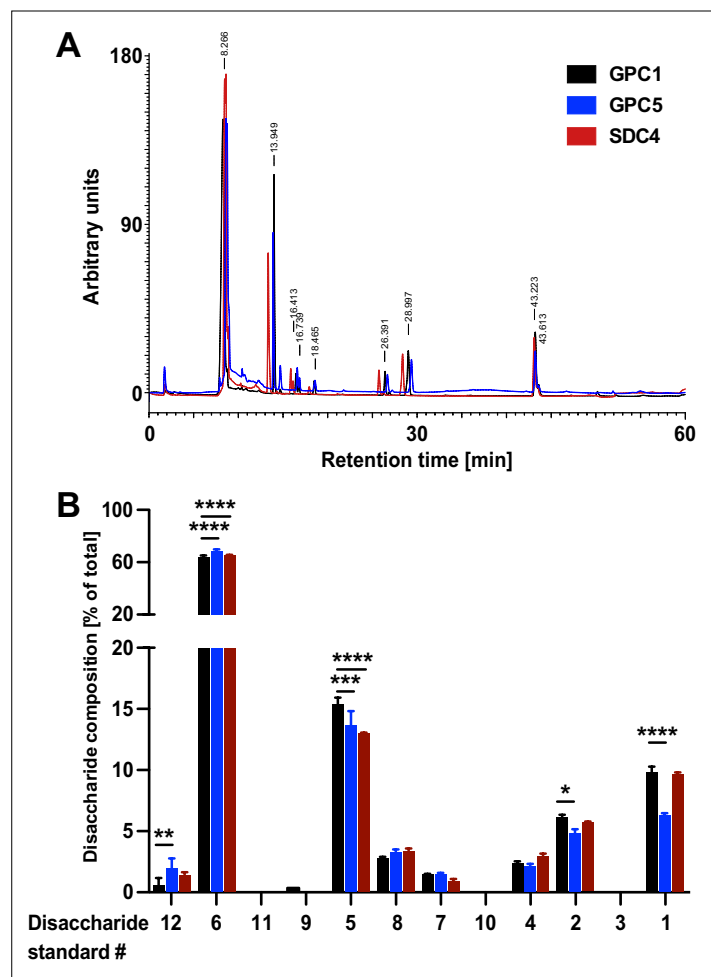 A
180
90
0
Arbitrary units
8.266
13.949
16.413
16.739
18.465
26.391
28.997
43.223
43.613
GPC1
GPC5
SDC4
0 30 60
Retention time [min]
B
Disaccharide composition [% of total]
100
60
20
20
15
10
5
0
**
****
****
****
***
*
****
Disaccharide 12 6 11 9 5 8 7 10 4 2 3 1
standard #